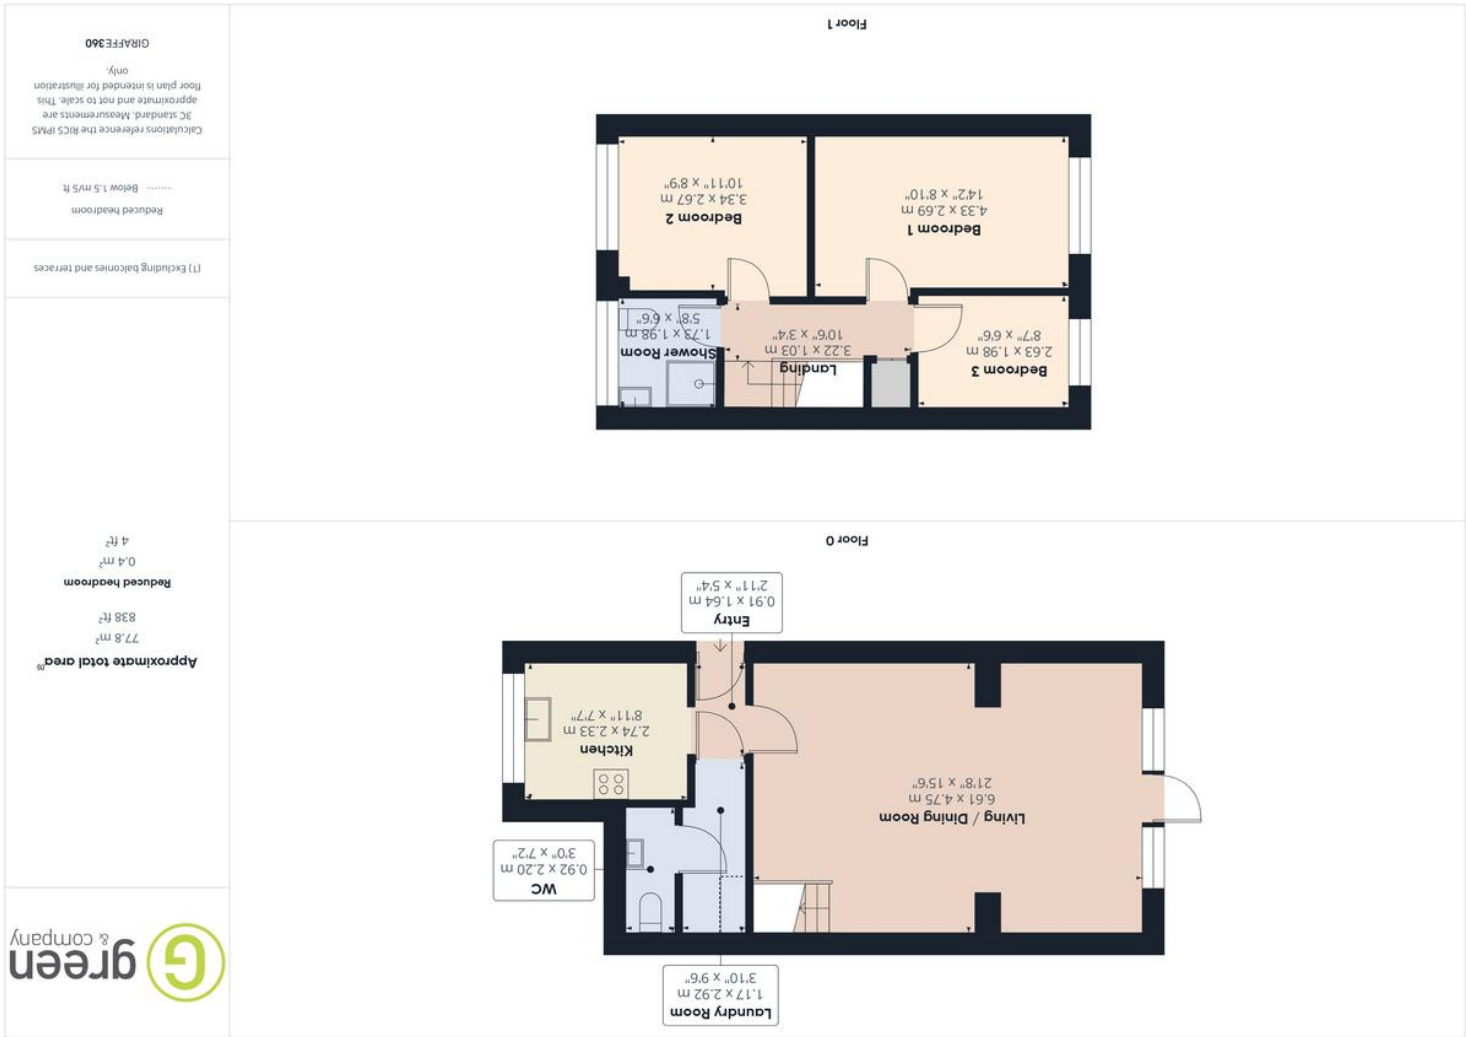 green
& company
Approximate total area⁽¹⁾
77.8 m²
838 ft²
Reduced headroom
0.4 m²
4 ft²
(1) Excluding balconies and terraces
Reduced headroom
........ Below 1.5 m/5 ft
Calculations reference the RICS IPMS
3C standard. Measurements are
approximate and not to scale. This
floor plan is intended for illustration
only.
GIRAFFE360
Laundry Room
1.17 x 2.92 m
3'10" x 9'6"
WC
0.92 x 2.20 m
3'0" x 7'2"
Living / Dining Room
6.61 x 4.75 m
21'8" x 15'6"
Kitchen
2.74 x 2.33 m
8'11" x 7'7"
Entry
0.91 x 1.64 m
2'11" x 5'4"
Floor 0
Bedroom 3
2.63 x 1.98 m
8'7" x 6'6"
Landing
3.22 x 1.03 m
10'6" x 3'4"
Shower Room
1.73 x 1.98 m
5'8" x 6'6"
Bedroom 1
4.33 x 2.69 m
14'2" x 8'10"
Bedroom 2
3.34 x 2.67 m
10'11" x 8'9"
Floor 1